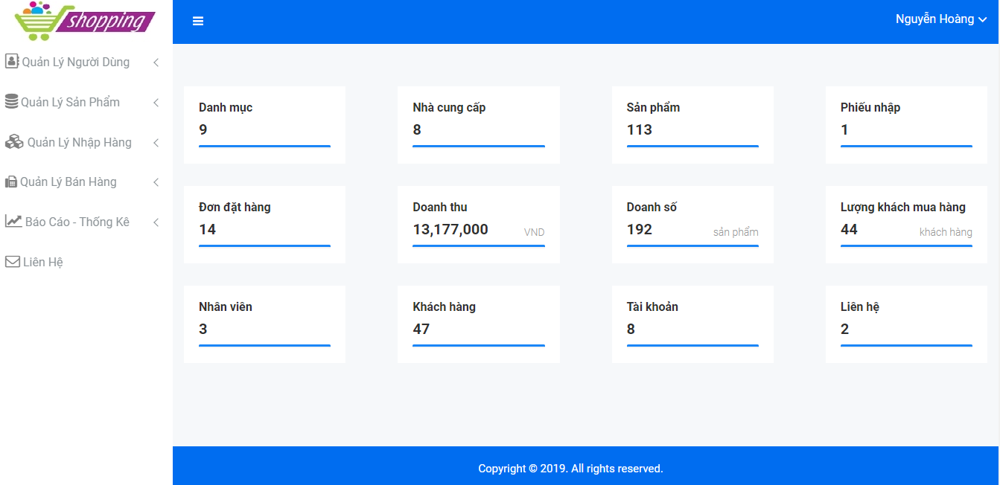 shopping
Nguyễn Hoàng
Quản Lý Người Dùng
Quản Lý Sản Phẩm
Quản Lý Nhập Hàng
Quản Lý Bán Hàng
Báo Cáo - Thống Kê
Liên Hệ
Danh mục
9
Nhà cung cấp
8
Sản phẩm
113
Phiếu nhập
1
Đơn đặt hàng
14
Doanh thu
13,177,000 VND
Doanh số
192 sản phẩm
Lượng khách mua hàng
44 khách hàng
Nhân viên
3
Khách hàng
47
Tài khoản
8
Liên hệ
2
Copyright © 2019. All rights reserved.